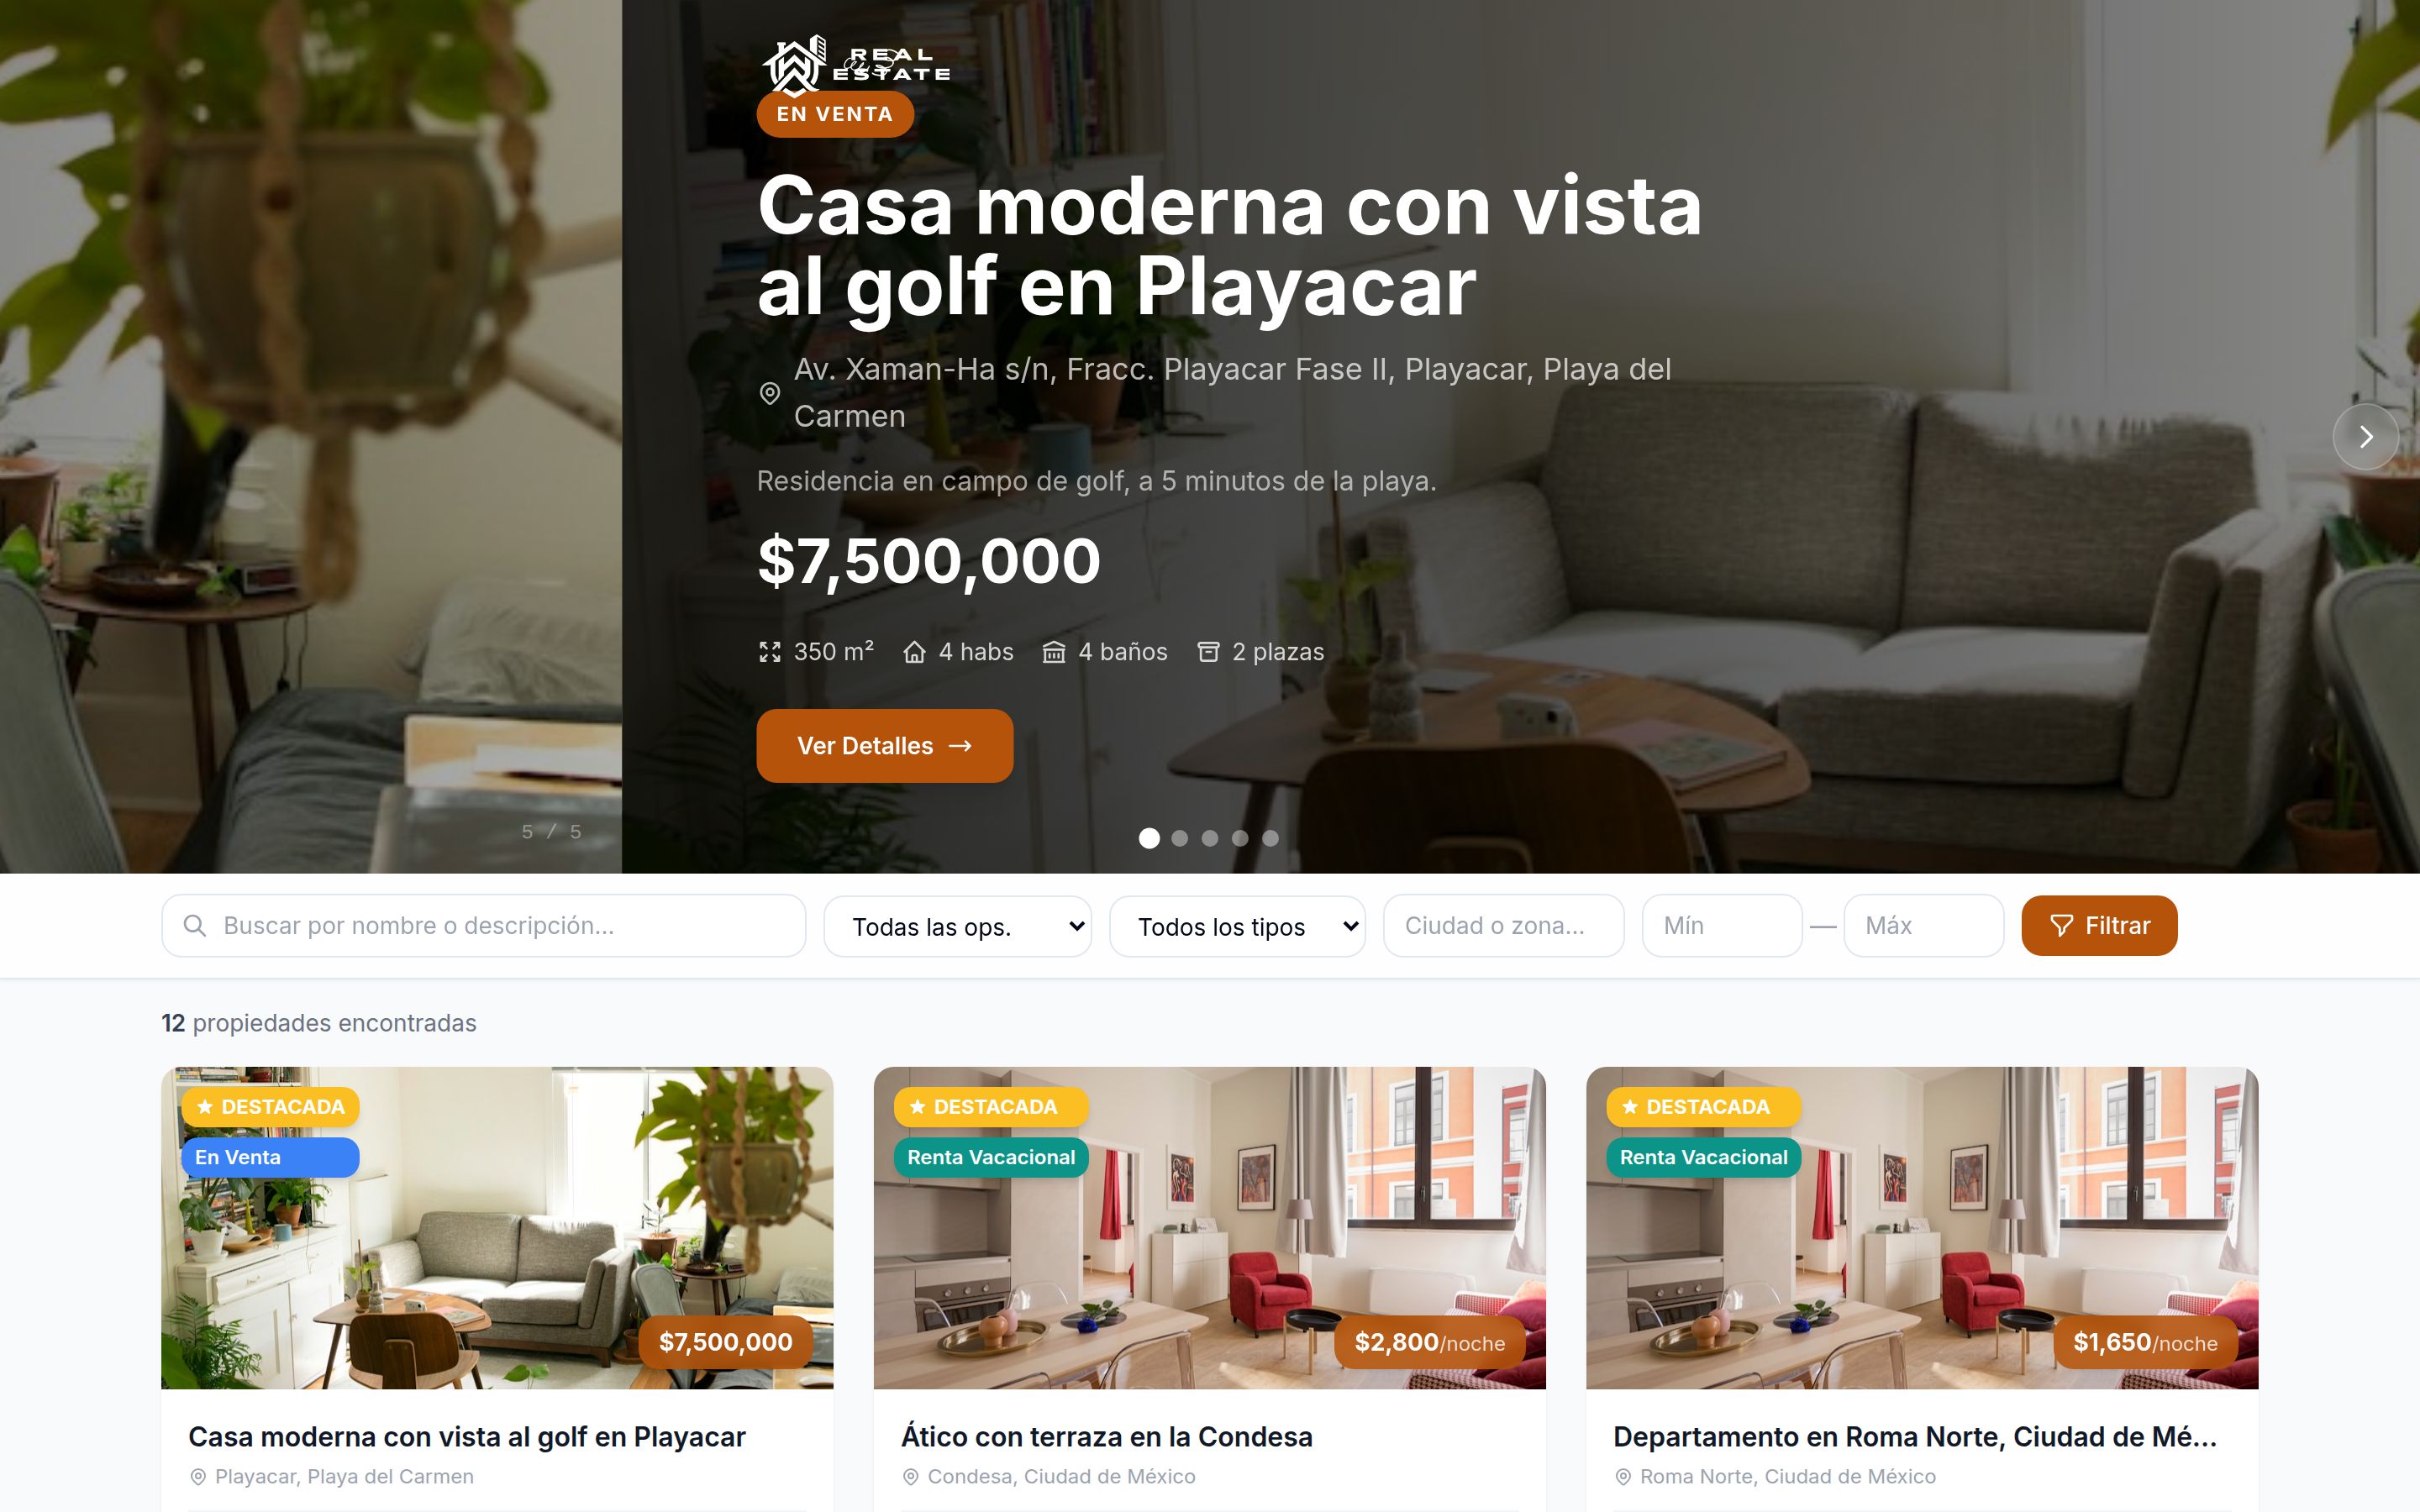 REAL
ESTATE
EN VENTA
Casa moderna con vista
al golf en Playacar
Av. Xaman-Ha s/n, Fracc. Playacar Fase II, Playacar, Playa del
Carmen
Residencia en campo de golf, a 5 minutos de la playa.
$7,500,000
350 m² 4 habs 4 baños 2 plazas
Ver Detalles →
5 / 5
Buscar por nombre o descripción... Todas las ops. Todos los tipos Ciudad o zona... Mín — Máx Filtrar
12 propiedades encontradas
DESTACADA
En Venta
$7,500,000
Casa moderna con vista al golf en Playacar
Playacar, Playa del Carmen
DESTACADA
Renta Vacacional
$2,800/noche
Ático con terraza en la Condesa
Condesa, Ciudad de México
DESTACADA
Renta Vacacional
$1,650/noche
Departamento en Roma Norte, Ciudad de Mé...
Roma Norte, Ciudad de México